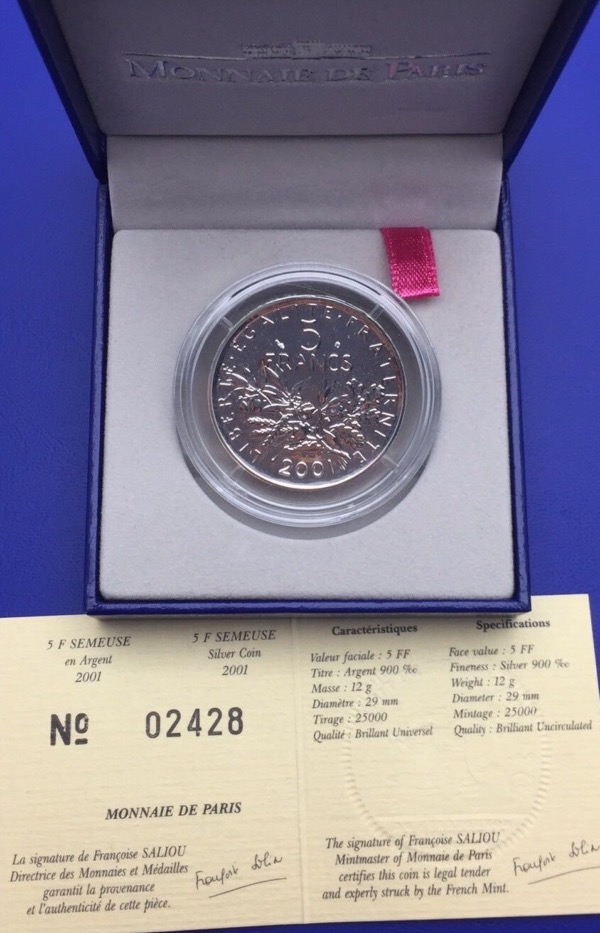 MONNAIE DE PARIS
LIBERTE·EGALITE·FRATERNITE
5
FRANCS
2001
5 F SEMEUSE
en Argent
2001
5 F SEMEUSE
Silver Coin
2001
Nº 02428
MONNAIE DE PARIS
La signature de Françoise SALIOU
Directrice des Monnaies et Médailles
garantit la provenance
et l'authenticité de cette pièce.
Caractéristiques
Valeur faciale : 5 FF
Titre : Argent 900 ‰
Masse : 12 g
Diamètre : 29 mm
Tirage : 25000
Qualité : Brillant Universel
Specifications
Face value : 5 FF
Fineness : Silver 900 ‰
Weight : 12 g
Diameter : 29 mm
Mintage : 25000
Quality : Brilliant Uncirculated
The signature of Françoise SALIOU
Mintmaster of Monnaie de Paris
certifies this coin is legal tender
and experly struck by the French Mint.